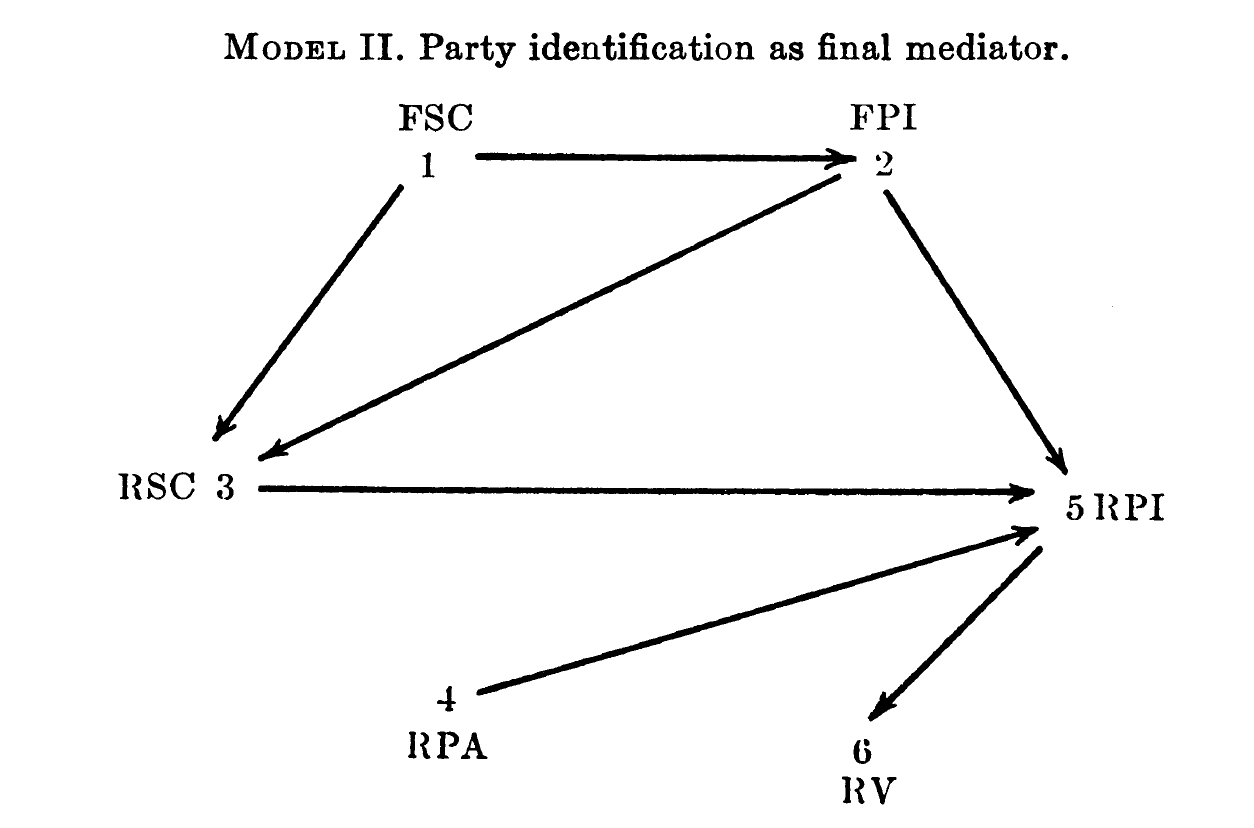 MODEL II. Party identification as final mediator.
FSC FPI
1 2
RSC 3
5 RPI
4
RPA
6
RV